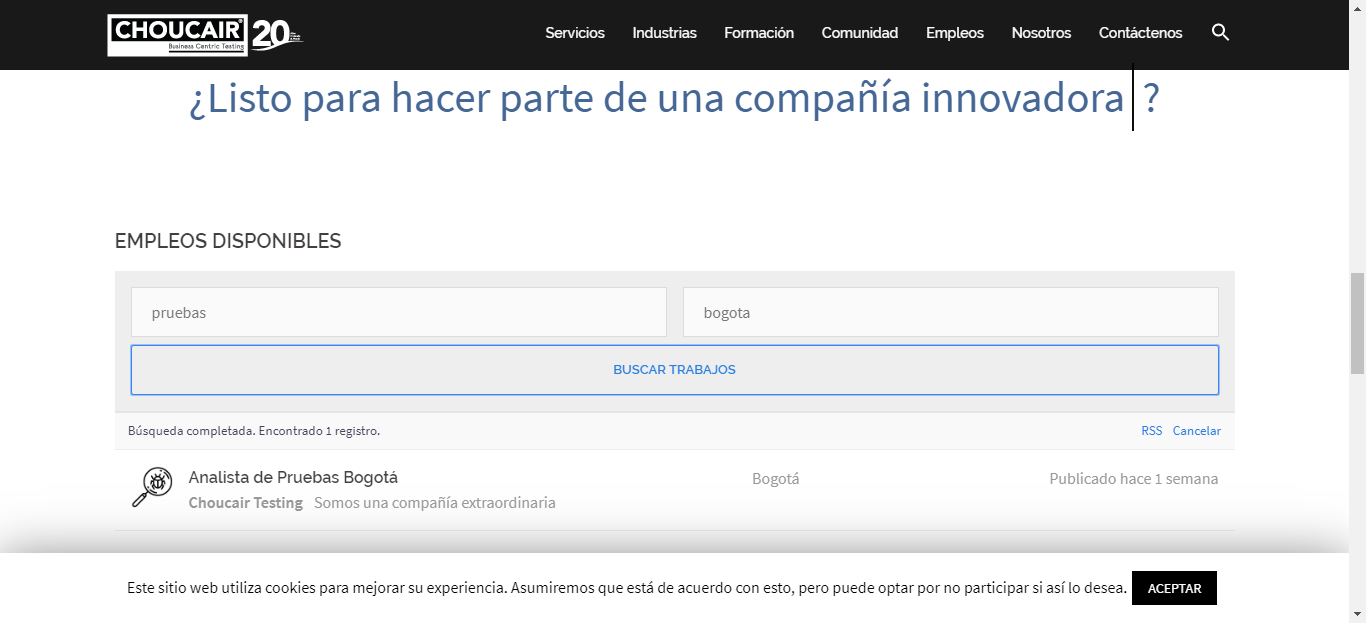 CHOUCAIR®
Business Centric Testing
20
Servicios Industrias Formación Comunidad Empleos Nosotros Contáctenos
¿Listo para hacer parte de una compañía innovadora ?
EMPLEOS DISPONIBLES
pruebas bogota
BUSCAR TRABAJOS
Búsqueda completada. Encontrado 1 registro. RSS Cancelar
Analista de Pruebas Bogotá Bogotá Publicado hace 1 semana
Choucair Testing Somos una compañía extraordinaria
Este sitio web utiliza cookies para mejorar su experiencia. Asumiremos que está de acuerdo con esto, pero puede optar por no participar si así lo desea. ACEPTAR